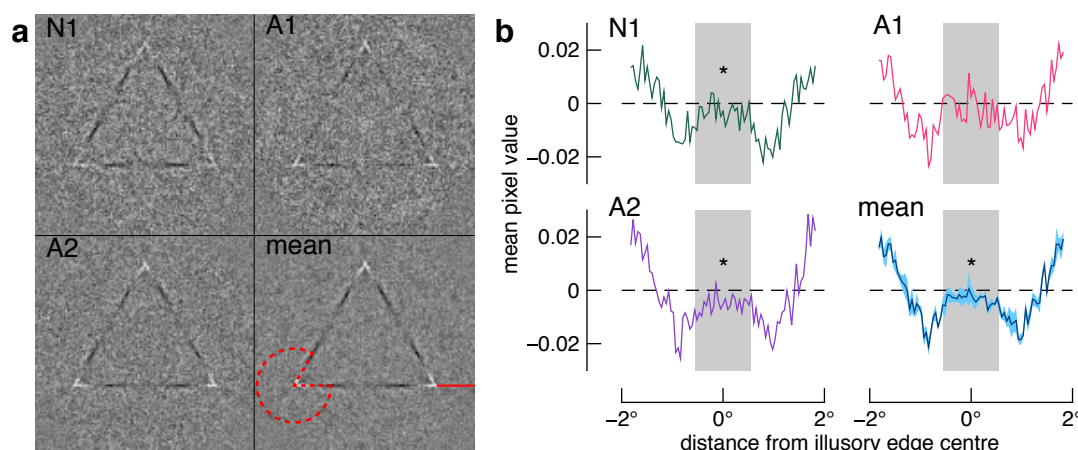 a
N1
A1
A2
mean
b
mean pixel value
N1
A1
0.02
0
−0.02
*
A2
mean
0.02
0
−0.02
*
*
−2° 0° 2° −2° 0° 2°
distance from illusory edge centre